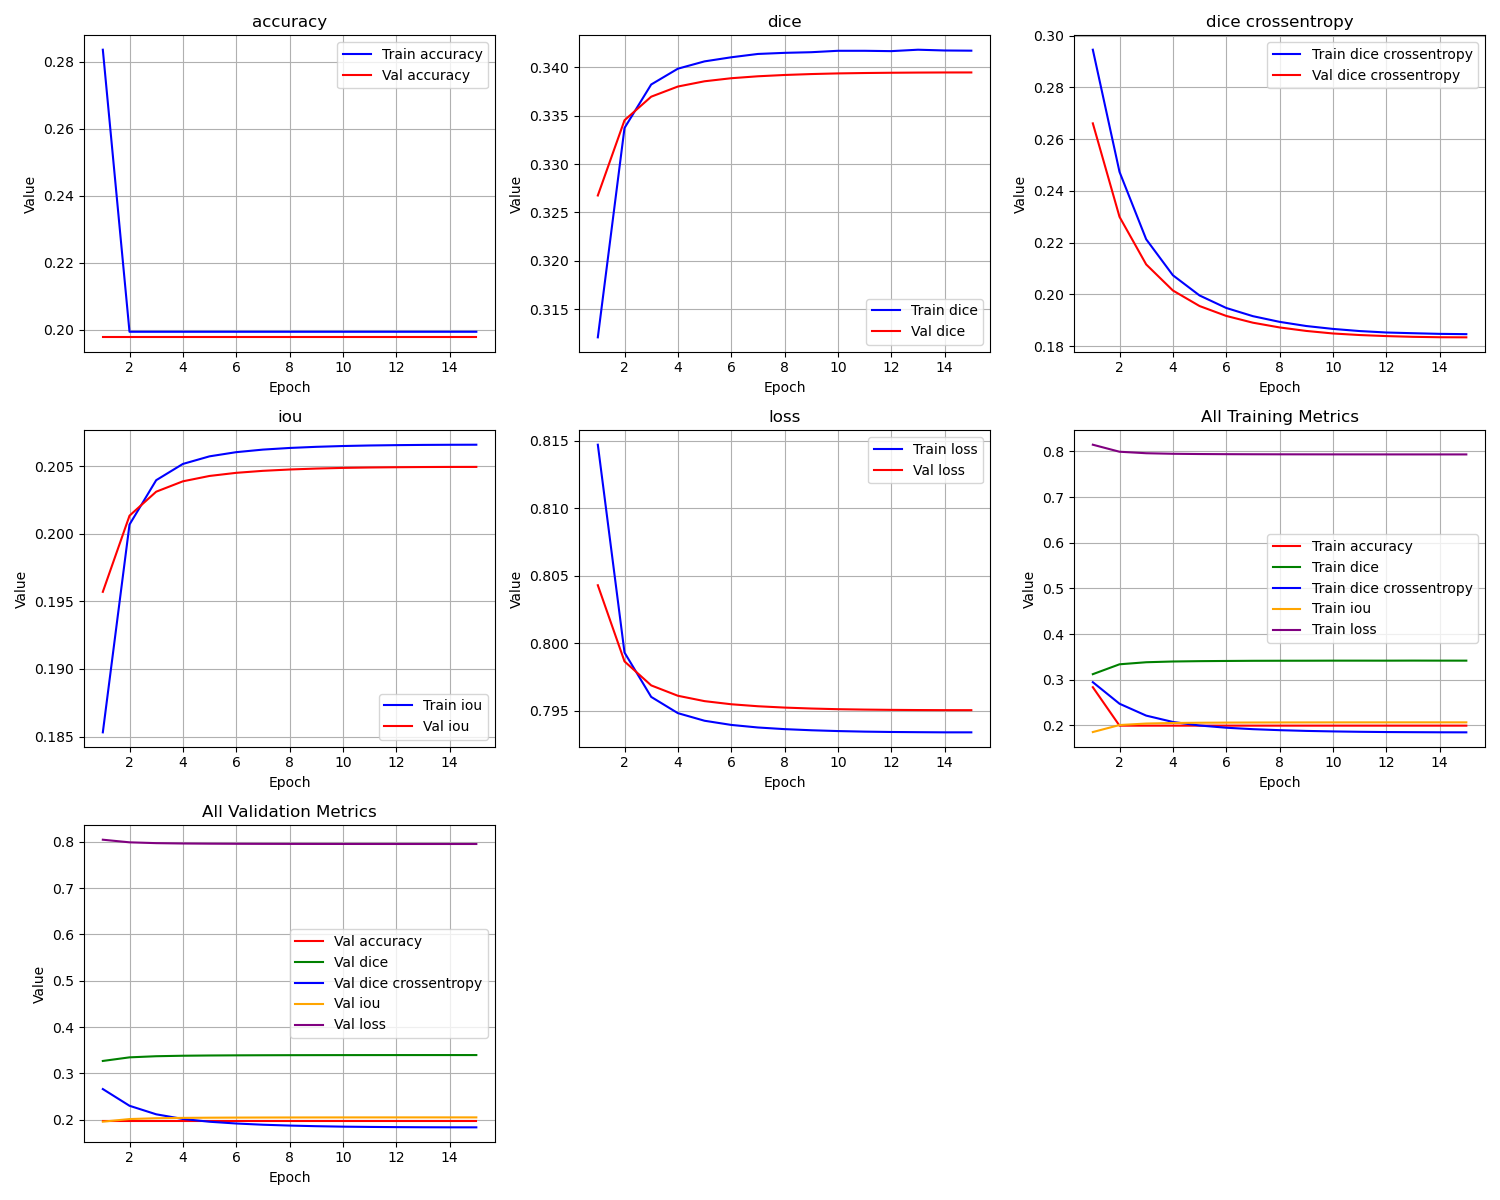 accuracy
Value
0.28
0.26
0.24
0.22
0.20
Train accuracy
Val accuracy
2 4 6 8 10 12 14
Epoch
dice
Value
0.340
0.335
0.330
0.325
0.320
0.315
Train dice
Val dice
2 4 6 8 10 12 14
Epoch
dice crossentropy
Value
0.30
0.28
0.26
0.24
0.22
0.20
0.18
Train dice crossentropy
Val dice crossentropy
2 4 6 8 10 12 14
Epoch
iou
Value
0.205
0.200
0.195
0.190
0.185
Train iou
Val iou
2 4 6 8 10 12 14
Epoch
loss
Value
0.815
0.810
0.805
0.800
0.795
Train loss
Val loss
2 4 6 8 10 12 14
Epoch
All Training Metrics
Value
0.8
0.7
0.6
0.5
0.4
0.3
0.2
Train accuracy
Train dice
Train dice crossentropy
Train iou
Train loss
2 4 6 8 10 12 14
Epoch
All Validation Metrics
Value
0.8
0.7
0.6
0.5
0.4
0.3
0.2
Val accuracy
Val dice
Val dice crossentropy
Val iou
Val loss
2 4 6 8 10 12 14
Epoch